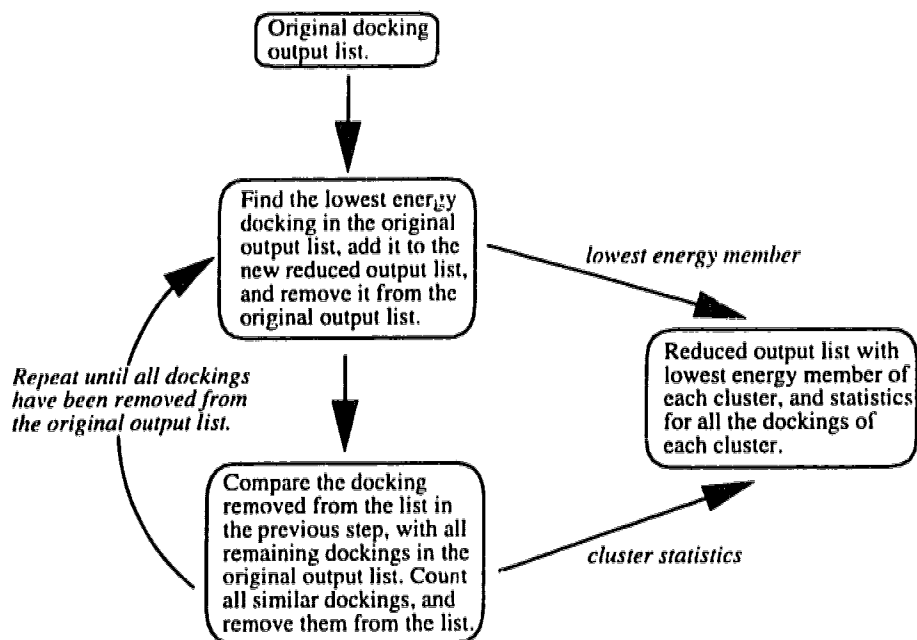 Original docking
output list.
Find the lowest energy
docking in the original
output list, add it to the
new reduced output list,
and remove it from the
original output list.
lowest energy member
Reduced output list with
lowest energy member of
each cluster, and statistics
for all the dockings of
each cluster.
Repeat until all dockings
have been removed from
the original output list.
Compare the docking
removed from the list in
the previous step, with all
remaining dockings in the
original output list. Count
all similar dockings, and
remove them from the list.
cluster statistics